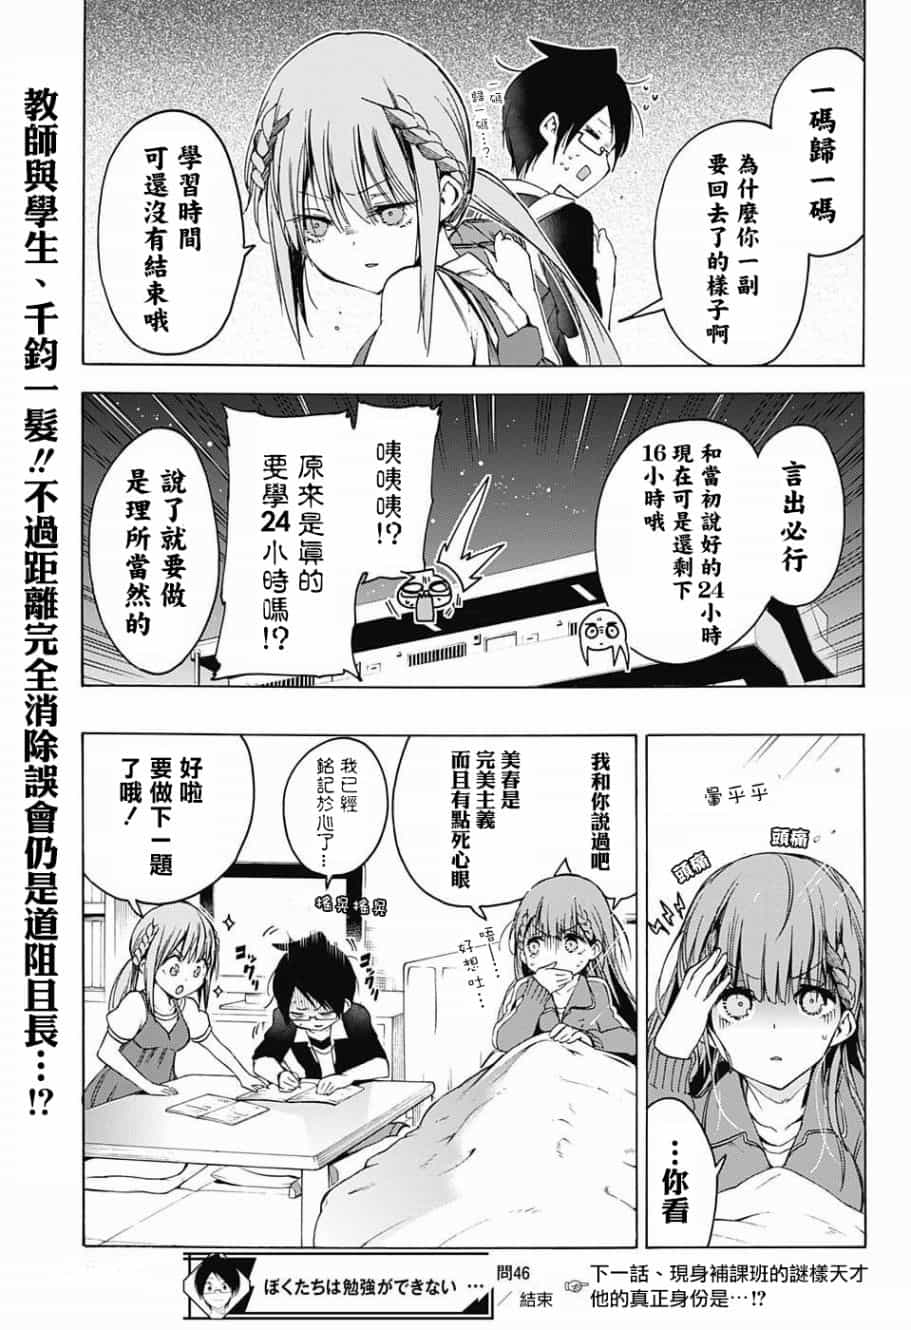 一碼歸一碼
為什麼你一副
要回去了的樣子啊
一碼
歸一碼…?
學習時間
可還沒有結束哦
言出必行
和當初說好的24小時
現在可是還剩下
16小時哦
咦咦咦!?
原來是真的
要學24小時嗎!?
說了就要做
是理所當然的
暈乎乎
頭痛
頭痛
…你看
我和你說過吧
美春是
完美主義
而且有點死心眼
唔…
好想吐…
我已經
銘記於心了…
搖晃搖晃
好啦
要做下一題
了哦!
教師與學生、千鈞一髮!!不過距離完全消除誤會仍是道阻且長…!?
ぼくたちは勉強ができない …
問46
／結束
☞下一話、現身補課班的謎樣天才
他的真正身份是…!?